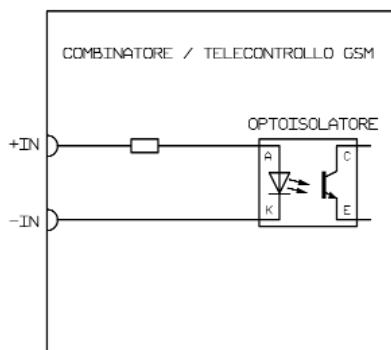 COMBINATORE / TELECONTROLLO GSM
OPTOISOLATORE
+IN
A
C
K
E
-IN